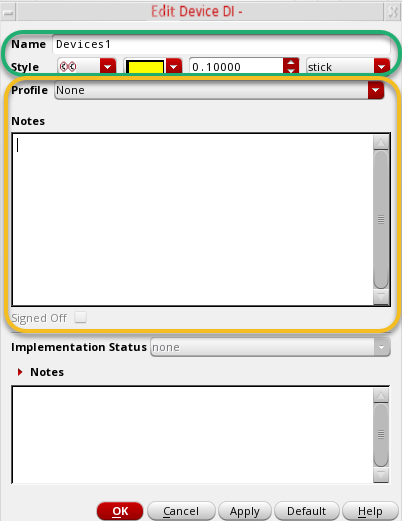 Edit Device DI -
Name Devices1
Style 0.10000 stick
Profile None
Notes
Signed Off
Implementation Status none
Notes
OK Cancel Apply Default Help